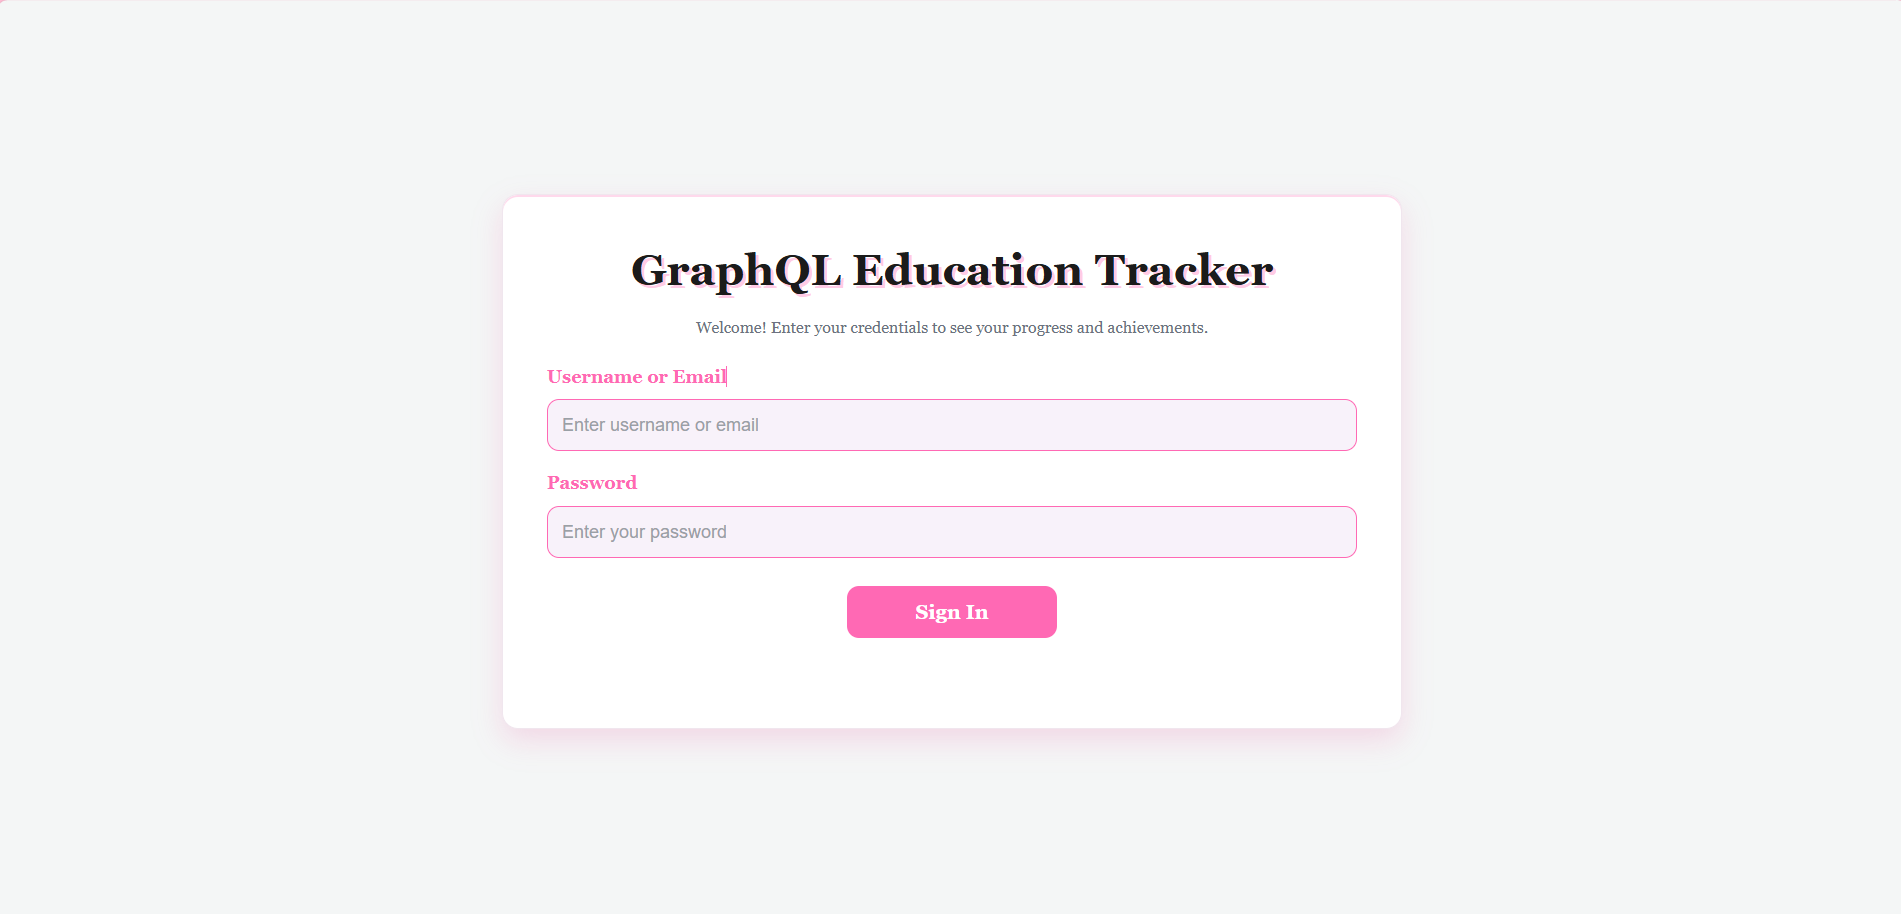 GraphQL Education Tracker
Welcome! Enter your credentials to see your progress and achievements.
Username or Email
Enter username or email
Password
Enter your password
Sign In